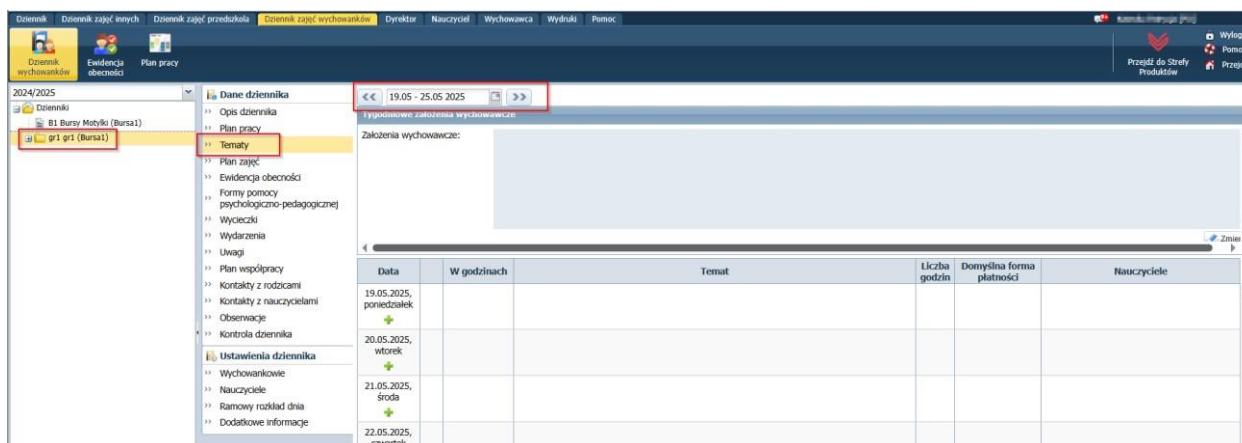 Dziennik Dziennik zajęć innych Dziennik zajęć przedszkola Dziennik zajęć wychowanków Dyrektor Nauczyciel Wychowawca Wydruki Pomoc
Dziennik wychowanków
Ewidencja obecności
Plan pracy
Przejdź do Strefy Produktów
Wylog
Pomo
Przejd
2024/2025
Dzienniki
B1 Bursy Motylki (Bursa1)
gr1 gr1 (Bursa1)
Dane dziennika
Opis dziennika
Plan pracy
Tematy
Plan zajęć
Ewidencja obecności
Formy pomocy
psychologiczno-pedagogicznej
Wycieczki
Wydarzenia
Uwagi
Plan współpracy
Kontakty z rodzicami
Kontakty z nauczycielami
Obserwacje
Kontrola dziennika
Ustawienia dziennika
Wychowankowie
Nauczyciele
Ramowy rozkład dnia
Dodatkowe informacje
19.05 - 25.05 2025
Tygodniowe założenia wychowawcze
Założenia wychowawcze:
Zmień
Data W godzinach Temat Liczba godzin Domyślna forma płatności Nauczyciele
19.05.2025,
poniedziałek
20.05.2025,
wtorek
21.05.2025,
środa
22.05.2025,
czwartek